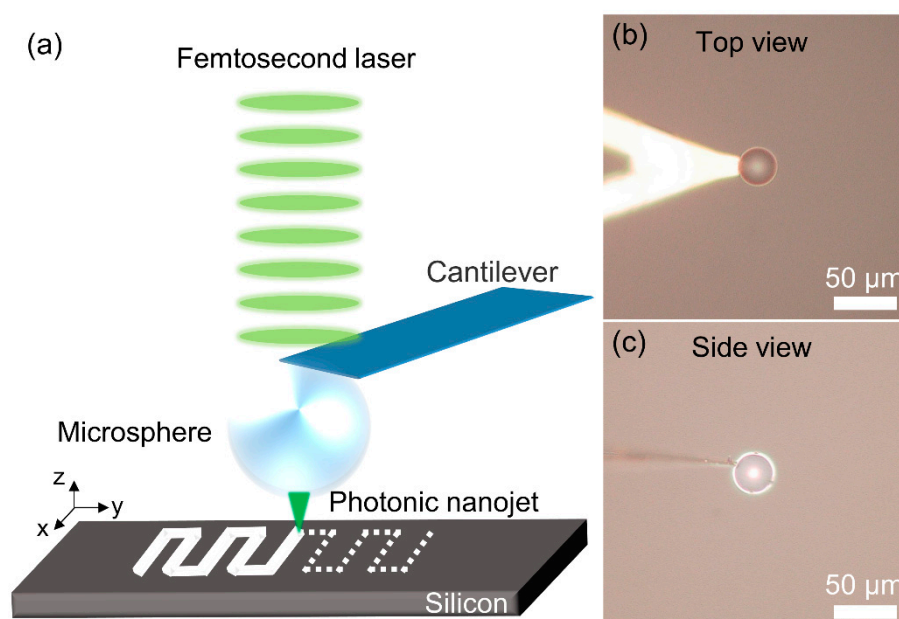 (a)
Femtosecond laser
Cantilever
Microsphere
Photonic nanojet
z
y
x
Silicon
(b)
Top view
50 µm
(c)
Side view
50 µm